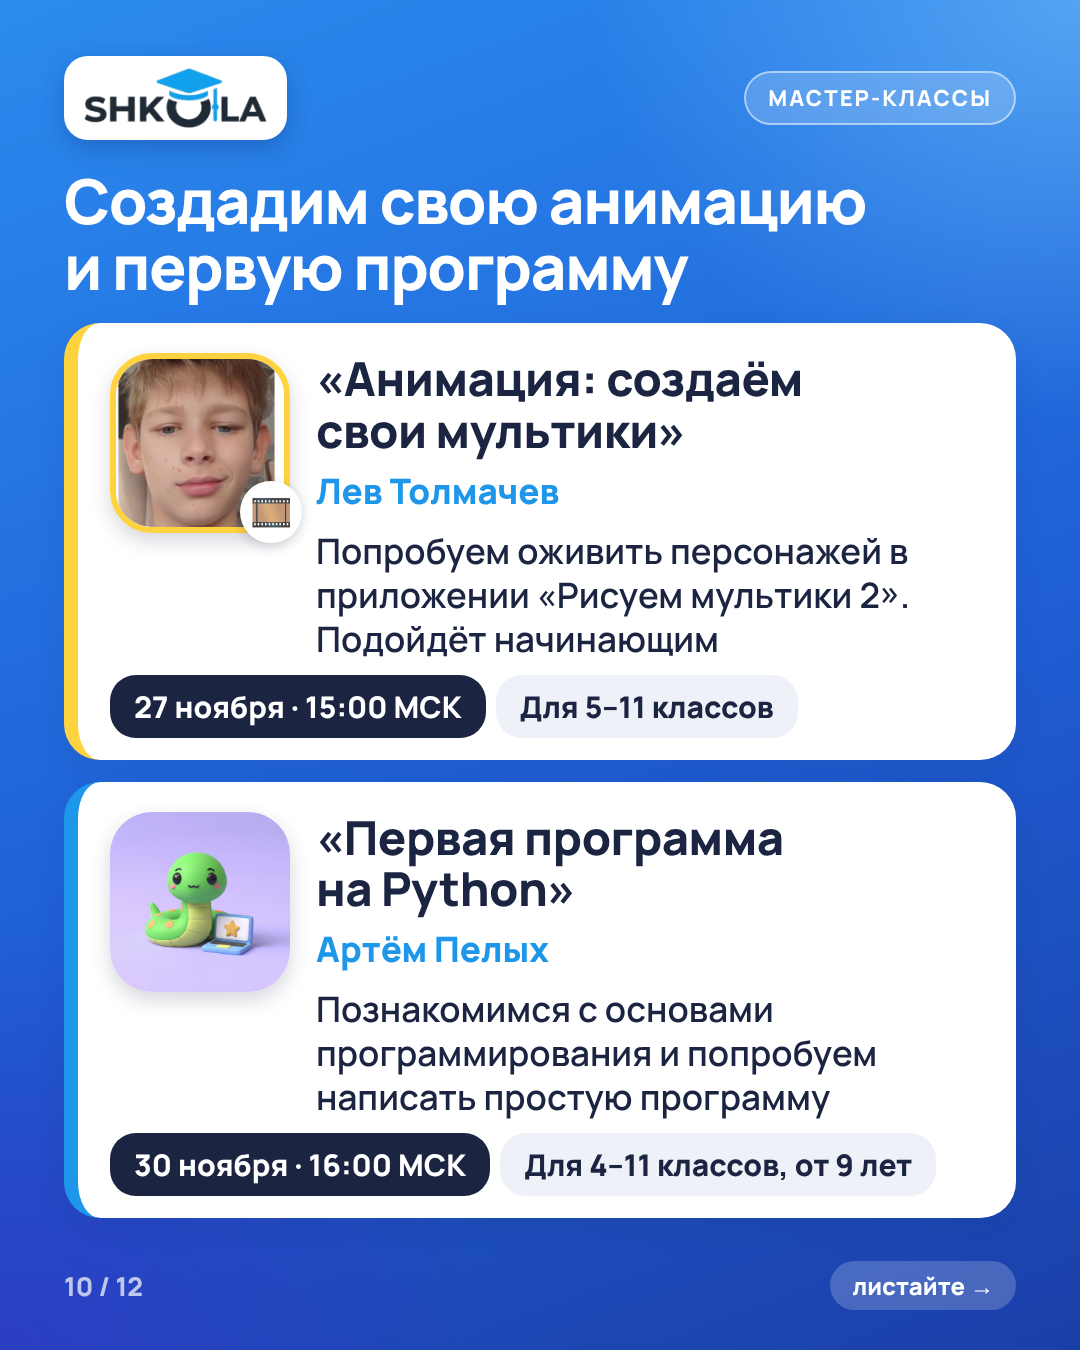 SHKOLA
МАСТЕР-КЛАССЫ
Создадим свою анимацию
и первую программу
«Анимация: создаём
свои мультики»
Лев Толмачев
Попробуем оживить персонажей в
приложении «Рисуем мультики 2».
Подойдёт начинающим
27 ноября · 15:00 МСК
Для 5–11 классов
«Первая программа
на Python»
Артём Пелых
Познакомимся с основами
программирования и попробуем
написать простую программу
30 ноября · 16:00 МСК
Для 4–11 классов, от 9 лет
10 / 12
листайте →